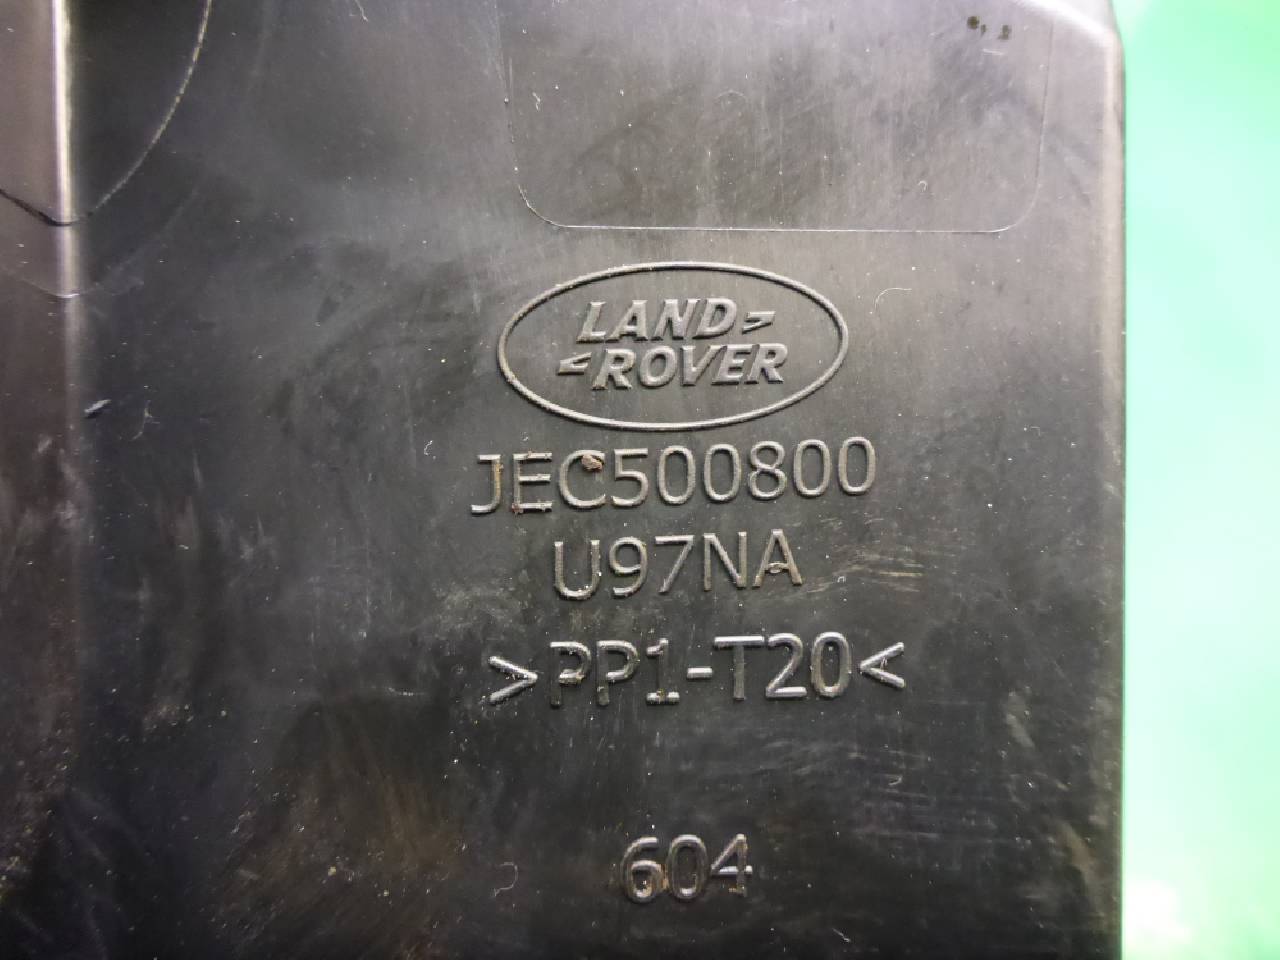 LAND
ROVER
JEC500800
U97NA
>PP1-T20<
604